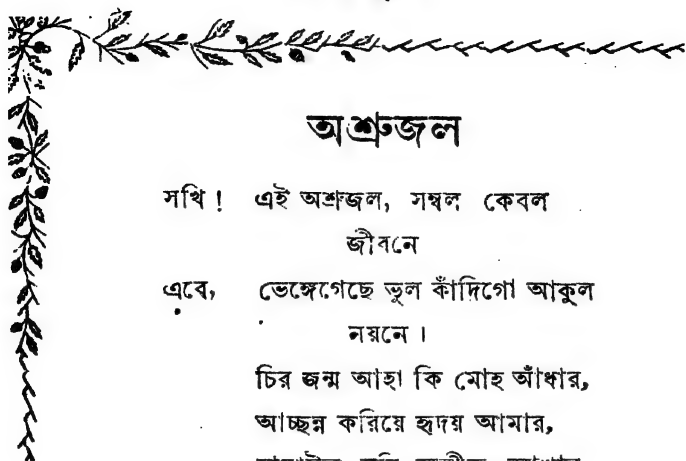 অশ্রুজল
সখি ! এই অশ্রুজল, সম্বল কেবল
জীবনে
এবে, ভেঙ্গেগেছে ভুল কাঁদিগো আকুল
নয়নে ।
চির জন্ম আহা কি মোহ আঁধার,
আচ্ছন্ন করিয়ে হৃদয় আমার,